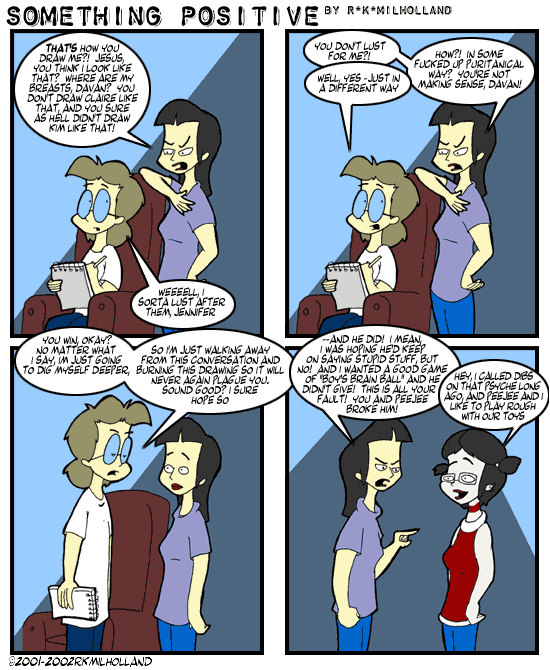 SOMETHING POSITIVE BY R*K*MILHOLLAND
THAT'S HOW YOU
DRAW ME?! JESUS,
YOU THINK I LOOK LIKE
THAT? WHERE ARE MY
BREASTS, DAVAN? YOU
DON'T DRAW CLAIRE LIKE
THAT, AND YOU SURE
AS HELL DIDN'T DRAW
KIM LIKE THAT!
WEEEELL, I
SORTA LUST AFTER
THEM, JENNIFER
YOU DON'T LUST
FOR ME?!
WELL, YES - JUST IN
A DIFFERENT WAY
HOW?! IN SOME
FUCKED UP PURITANICAL
WAY? YOU'RE NOT
MAKING SENSE, DAVAN!
YOU WIN, OKAY?
NO MATTER WHAT
I SAY, I'M JUST GOING
TO DIG MYSELF DEEPER,
SO I'M JUST WALKING AWAY
FROM THIS CONVERSATION AND
BURNING THIS DRAWING SO IT WILL
NEVER AGAIN PLAGUE YOU.
SOUND GOOD? I SURE
HOPE SO
--AND HE DID! I MEAN,
I WAS HOPING HE'D KEEP
ON SAYING STUPID STUFF, BUT
NO! AND I WANTED A GOOD GAME
OF "BOY'S BRAIN BALL" AND HE
DIDN'T GIVE! THIS IS ALL YOUR
FAULT! YOU AND PEEJEE
BROKE HIM!
HEY, I CALLED DIBS
ON THAT PSYCHE LONG
AGO, AND PEEJEE AND I
LIKE TO PLAY ROUGH
WITH OUR TOYS
©2001-2002RKMILHOLLAND